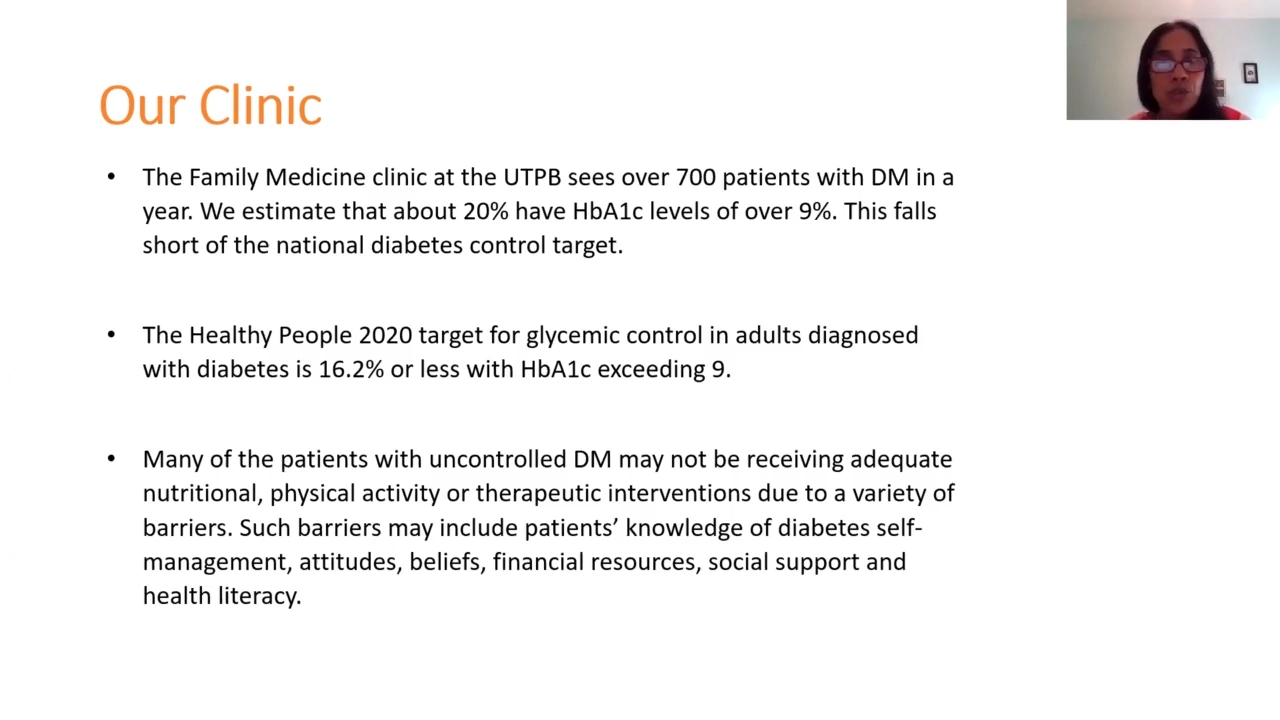 Our Clinic
• The Family Medicine clinic at the UTPB sees over 700 patients with DM in a
year. We estimate that about 20% have HbA1c levels of over 9%. This falls
short of the national diabetes control target.
• The Healthy People 2020 target for glycemic control in adults diagnosed
with diabetes is 16.2% or less with HbA1c exceeding 9.
• Many of the patients with uncontrolled DM may not be receiving adequate
nutritional, physical activity or therapeutic interventions due to a variety of
barriers. Such barriers may include patients’ knowledge of diabetes self-
management, attitudes, beliefs, financial resources, social support and
health literacy.